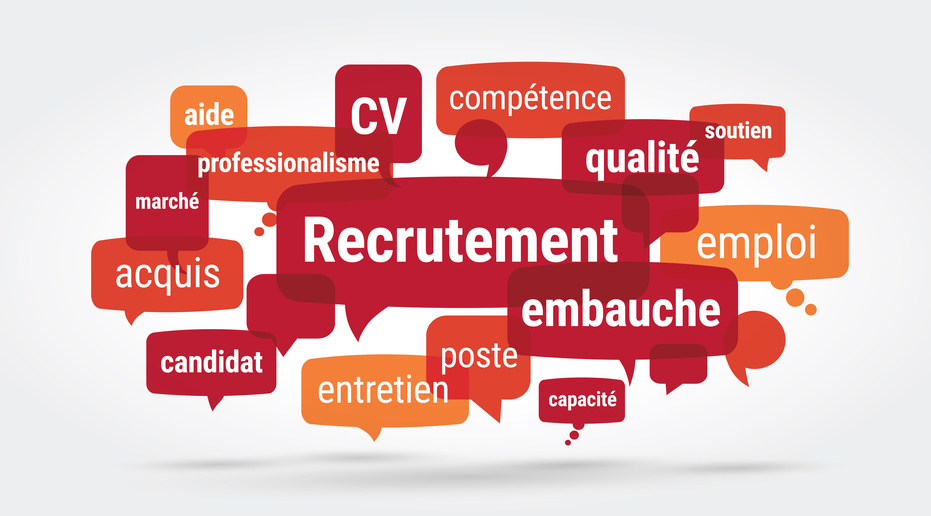 CV
compétence
aide
soutien
professionalisme
qualité
marché
Recrutement
emploi
acquis
embauche
poste
candidat
entretien
capacité